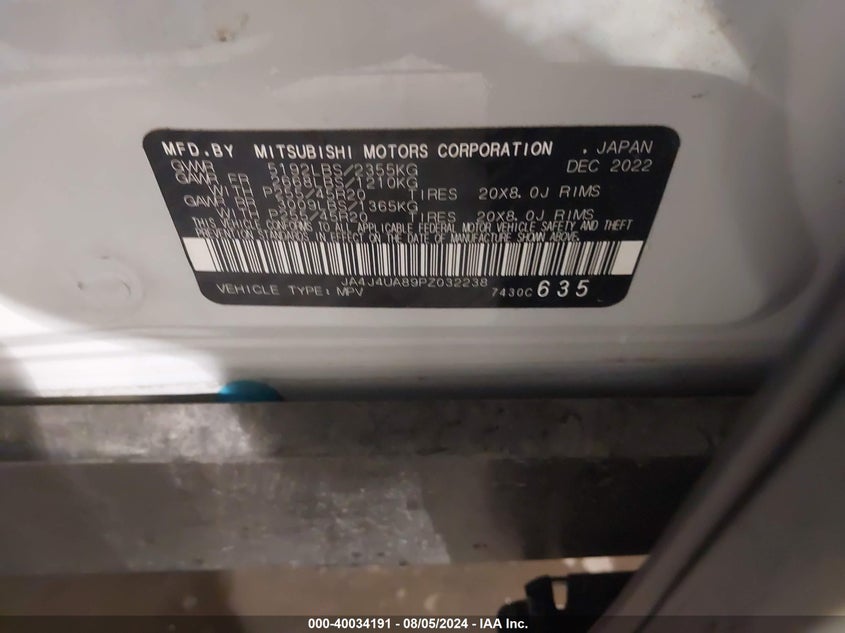 MFD. BY MITSUBISHI MOTORS CORPORATION , JAPAN
GVWR 5192LBS/2355KG DEC 2022
GAWR FR 2668LBS/1210KG
WITH P255/45R20 TIRES 20X8.0J RIMS
GAWR RR 3009LBS/1365KG
WITH P255/45R20 TIRES 20X8.0J RIMS
THIS VEHICLE CONFORMS TO ALL APPLICABLE FEDERAL MOTOR VEHICLE SAFETY AND THEFT
PREVENTION STANDARDS IN EFFECT ON THE DATE OF MANUFACTURE SHOWN ABOVE.
JA4J4UA89PZ032238
VEHICLE TYPE: MPV 7430C 635
000-40034191 - 08/05/2024 - IAA Inc.